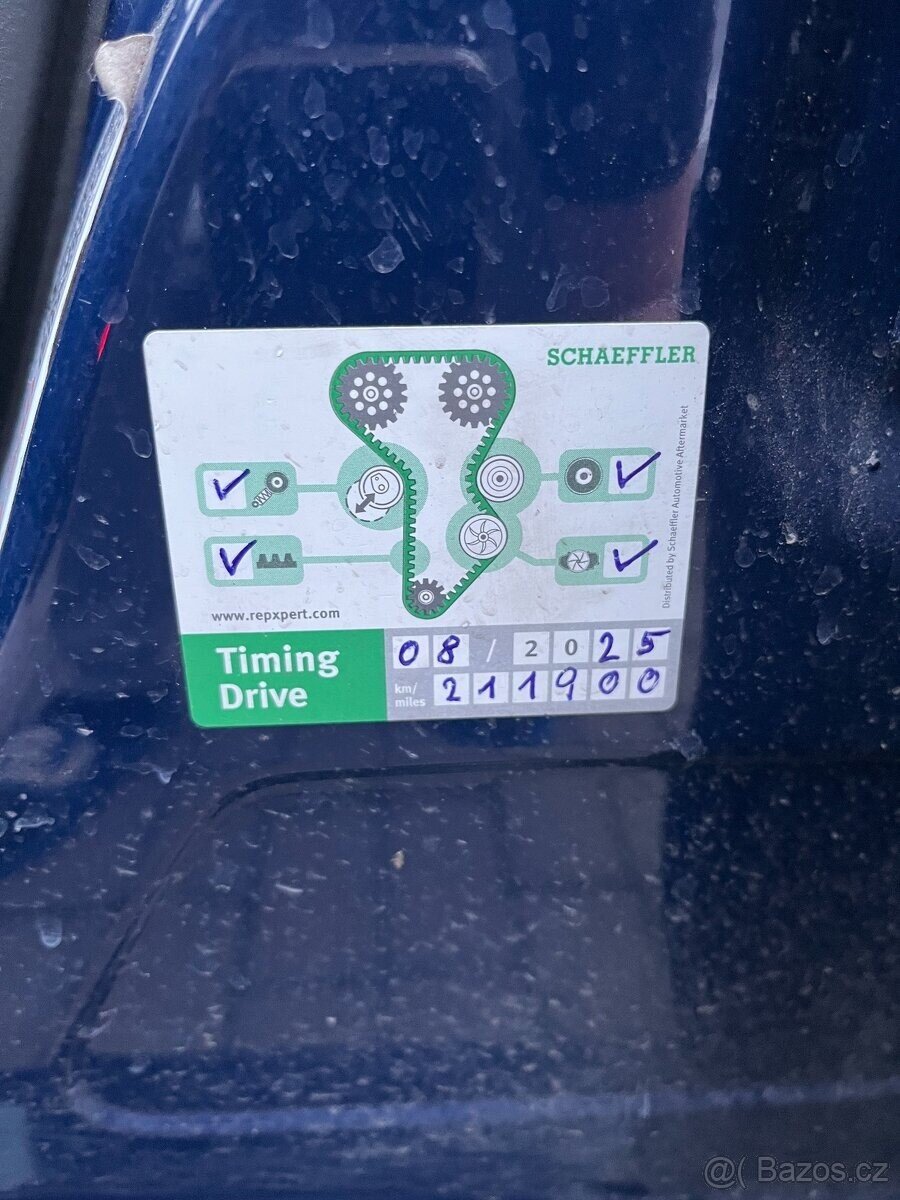 SCHAEFFLER
Distributed by Schaeffler Automotive Aftermarket
www.repxpert.com
Timing
Drive
08 / 2025
km/
miles
211900
@( Bazos.cz